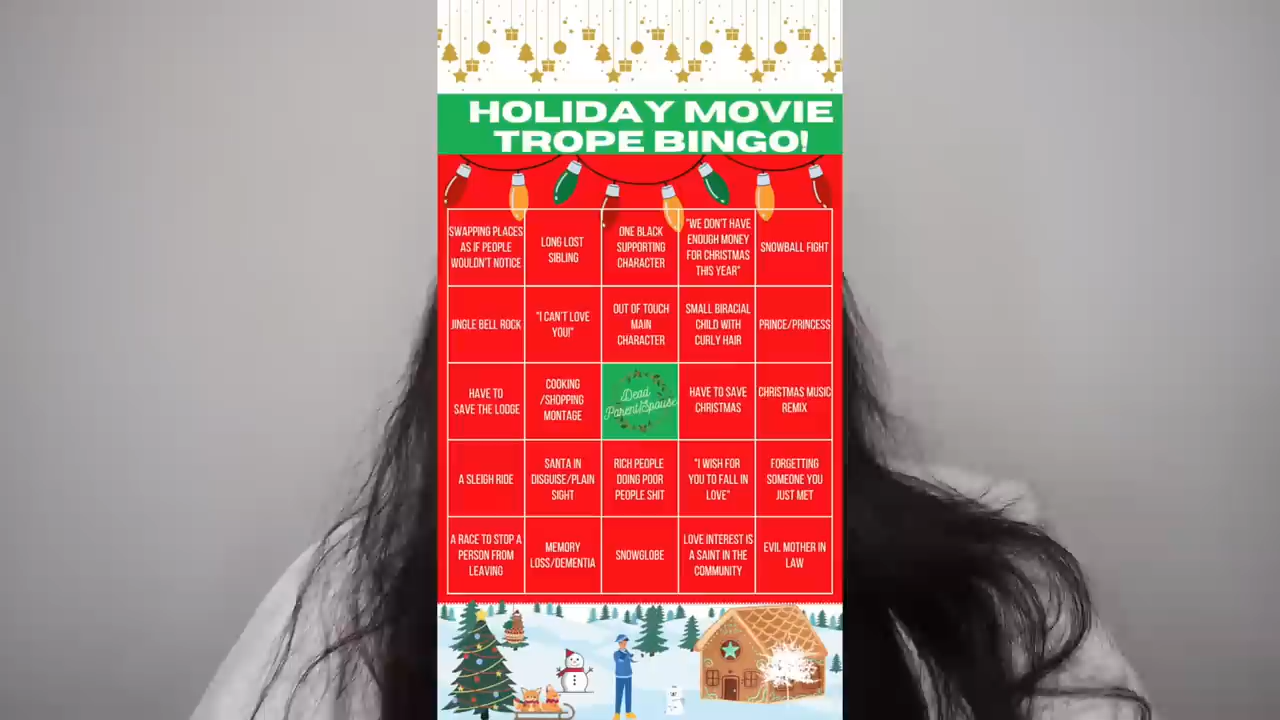 HOLIDAY MOVIE
TROPE BINGO!
SWAPPING PLACES
AS IF PEOPLE
WOULDN'T NOTICE
LONG LOST
SIBLING
ONE BLACK
SUPPORTING
CHARACTER
"WE DON'T HAVE
ENOUGH MONEY
FOR CHRISTMAS
THIS YEAR"
SNOWBALL FIGHT
JINGLE BELL ROCK
"I CAN'T LOVE
YOU!"
OUT OF TOUCH
MAIN
CHARACTER
SMALL BIRACIAL
CHILD WITH
CURLY HAIR
PRINCE/PRINCESS
HAVE TO
SAVE THE LODGE
COOKING
/SHOPPING
MONTAGE
Dead
Parent/Spouse
HAVE TO SAVE
CHRISTMAS
CHRISTMAS MUSIC
REMIX
A SLEIGH RIDE
SANTA IN
DISGUISE/PLAIN
SIGHT
RICH PEOPLE
DOING POOR
PEOPLE SHIT
"I WISH FOR
YOU TO FALL IN
LOVE"
FORGETTING
SOMEONE YOU
JUST MET
A RACE TO STOP A
PERSON FROM
LEAVING
MEMORY
LOSS/DEMENTIA
SNOWGLOBE
LOVE INTEREST IS
A SAINT IN THE
COMMUNITY
EVIL MOTHER IN
LAW